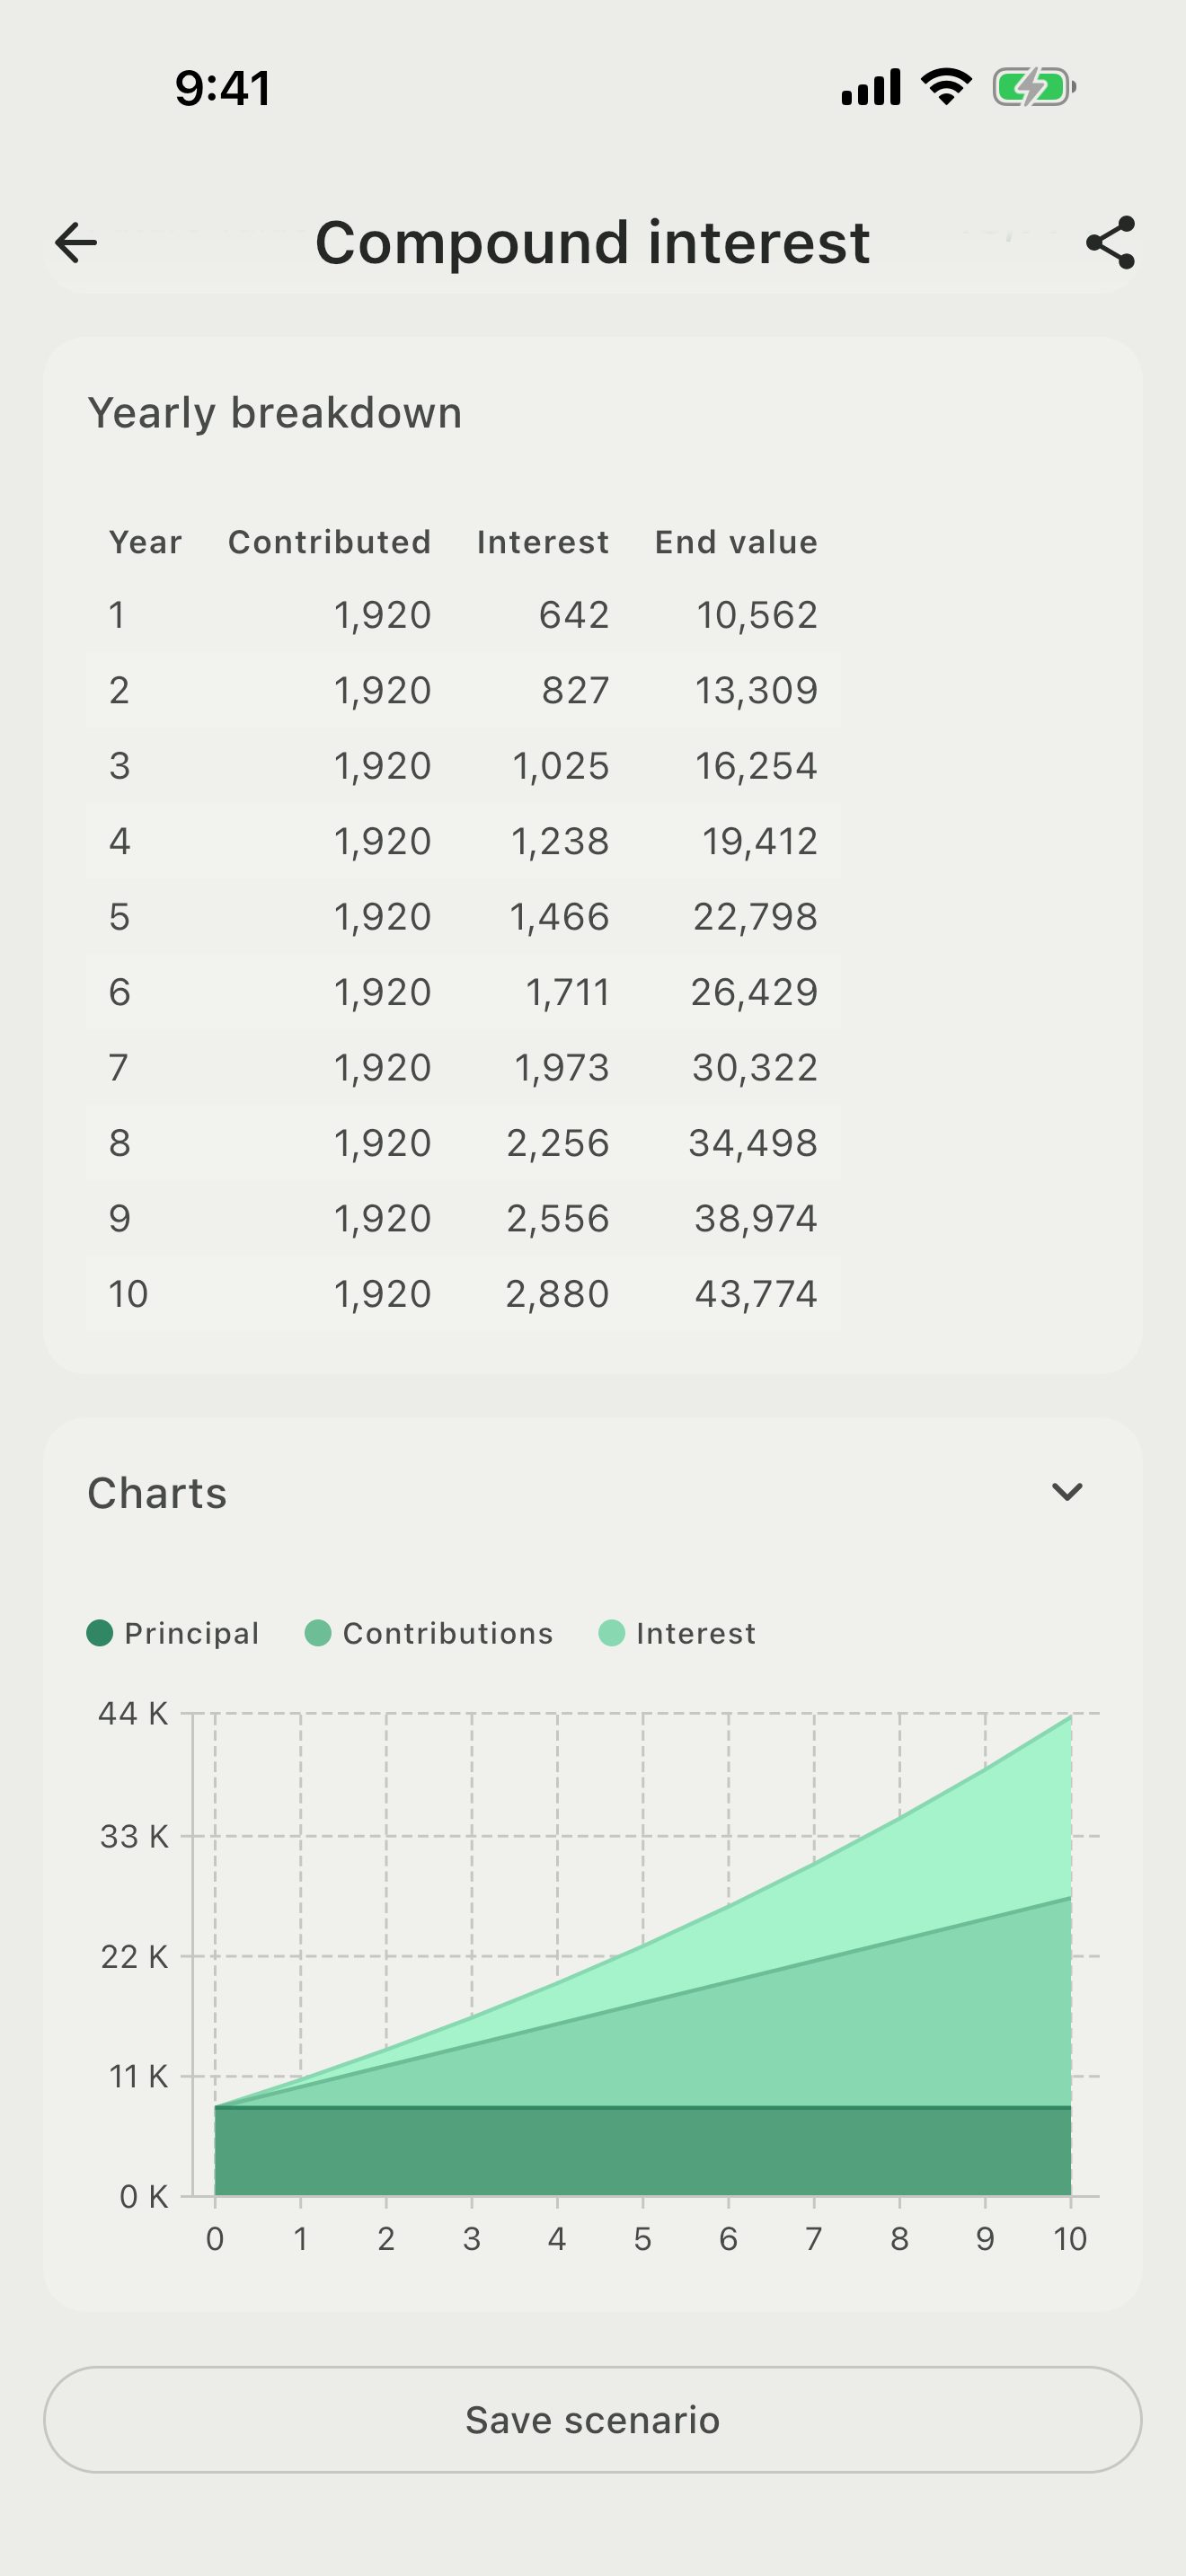 9:41
Compound interest
Yearly breakdown
Year Contributed Interest End value
1 1,920 642 10,562
2 1,920 827 13,309
3 1,920 1,025 16,254
4 1,920 1,238 19,412
5 1,920 1,466 22,798
6 1,920 1,711 26,429
7 1,920 1,973 30,322
8 1,920 2,256 34,498
9 1,920 2,556 38,974
10 1,920 2,880 43,774
Charts
Principal Contributions Interest
44 K
33 K
22 K
11 K
0 K
0 1 2 3 4 5 6 7 8 9 10
Save scenario